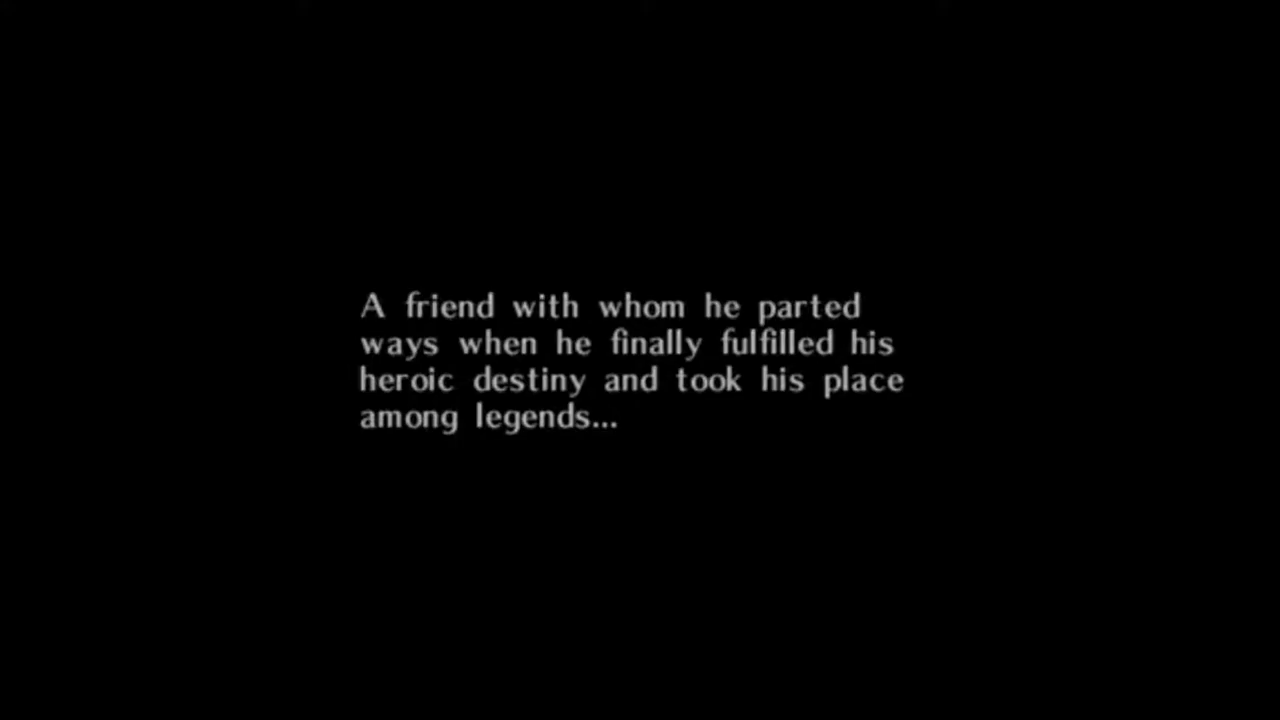 A friend with whom he parted
ways when he finally fulfilled his
heroic destiny and took his place
among legends...